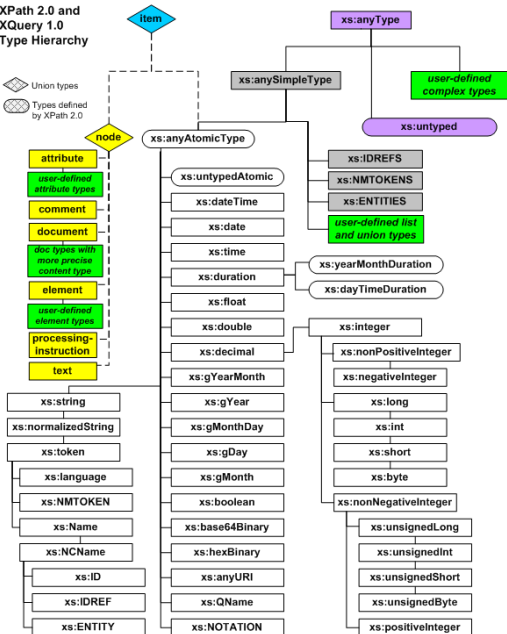 XPath 2.0 and
XQuery 1.0
Type Hierarchy
item
xs:anyType
xs:anySimpleType
user-defined
complex types
Union types
Types defined
by XPath 2.0
xs:untyped
node
xs:anyAtomicType
attribute
user-defined
attribute types
comment
document
doc types with
more precise
content type
element
user-defined
element types
processing-
instruction
text
xs:IDREFS
xs:NMTOKENS
xs:ENTITIES
user-defined list
and union types
xs:untypedAtomic
xs:dateTime
xs:date
xs:time
xs:duration
xs:yearMonthDuration
xs:dayTimeDuration
xs:float
xs:double
xs:decimal
xs:gYearMonth
xs:gYear
xs:gMonthDay
xs:gDay
xs:gMonth
xs:boolean
xs:base64Binary
xs:hexBinary
xs:anyURI
xs:QName
xs:NOTATION
xs:string
xs:normalizedString
xs:token
xs:language
xs:NMTOKEN
xs:Name
xs:NCName
xs:ID
xs:IDREF
xs:ENTITY
xs:integer
xs:nonPositiveInteger
xs:negativeInteger
xs:long
xs:int
xs:short
xs:byte
xs:nonNegativeInteger
xs:unsignedLong
xs:unsignedInt
xs:unsignedShort
xs:unsignedByte
xs:positiveInteger